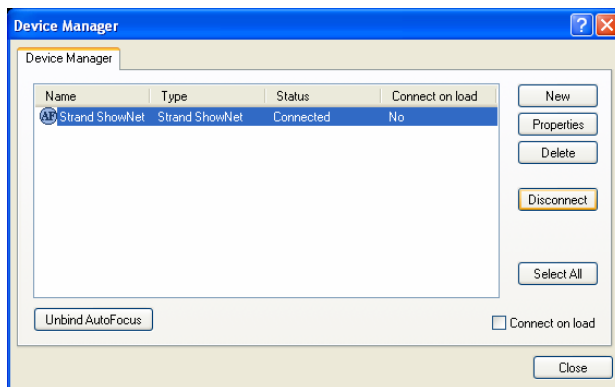 Device Manager
Device Manager
Name Type Status Connect on load
AF Strand ShowNet Strand ShowNet Connected No
New
Properties
Delete
Disconnect
Select All
Unbind AutoFocus
Connect on load
Close